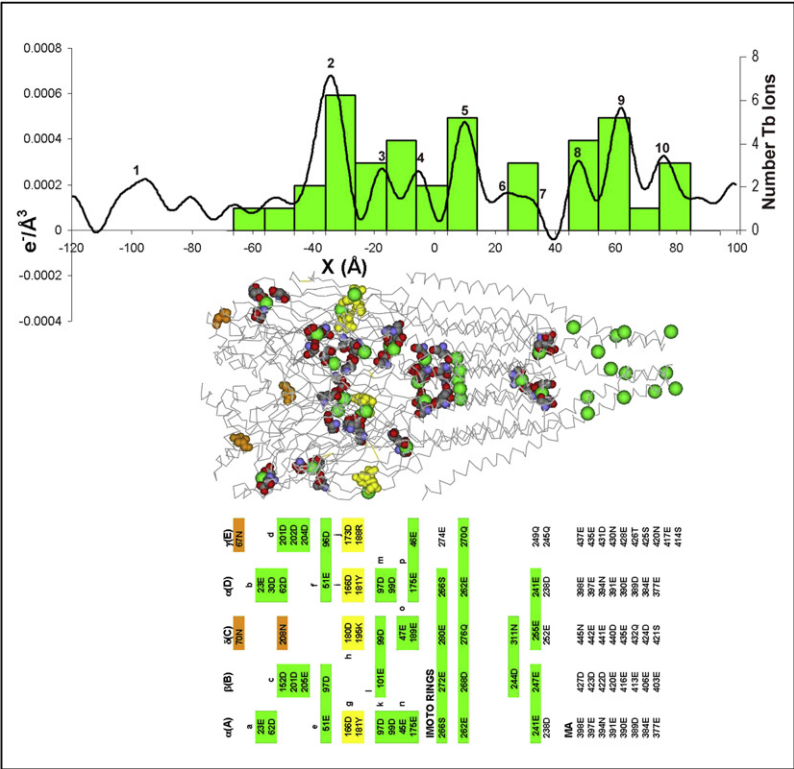 0.0008
0.0006
0.0004
0.0002
0
-0.0002
-0.0004
e⁻/Å³
8
6
4
2
0
Number Tb Ions
1
2
3
4
5
6
7
8
9
10
-120 -100 -80 -60 -40 -20 0 20 40 60 80 100
X (Å)
α(A) β(B) δ(C) α(D) γ(E)
70N 67N
a b
23E 23E
62D 30D
62D
c d
152D 208N 201D
201D 202D
205E 204D
e f
51E 97D 51E 96D
g h i j
166D 180D 166D 173D
181Y 195K 181Y 188R
k l m
97D 101E 99D 97D
99D 99D
n o p
45E 47E
175E 189E 175E 46E
IMOTO RINGS
266S 272E 280E 266S 274E
262E 268D 276Q 262E 270Q
244D 311N
241E 247E 255E 241E 249Q
238D 252E 238D 245Q
MA
398E 427D 445N 398E 437E
397E 423D 442E 397E 435E
394N 422D 441E 394N 431D
391E 420E 440D 391E 430N
390E 416E 435E 390E 428E
389D 413E 432Q 389D 426T
384E 406E 424D 384E 425S
377E 403E 421S 377E 420N
417E
414S